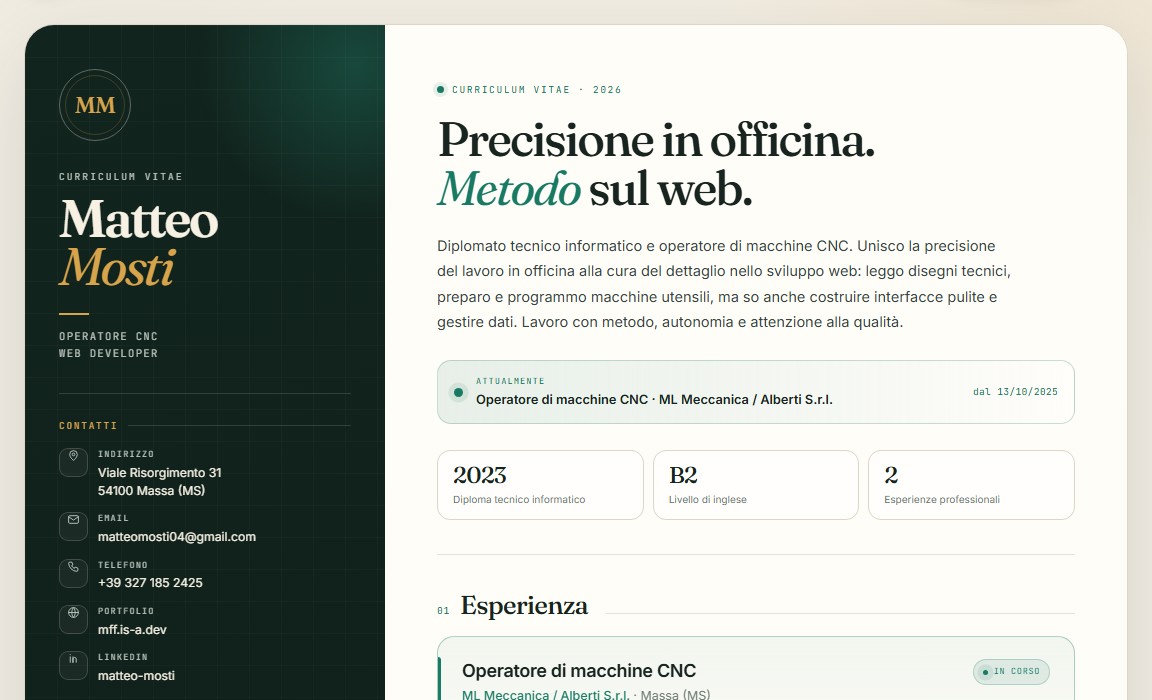 MM
CURRICULUM VITAE
Matteo
Mosti
OPERATORE CNC
WEB DEVELOPER
CONTATTI
INDIRIZZO
Viale Risorgimento 31
54100 Massa (MS)
EMAIL
matteomosti04@gmail.com
TELEFONO
+39 327 185 2425
PORTFOLIO
mff.is-a.dev
in
LINKEDIN
matteo-mosti
CURRICULUM VITAE · 2026
Precisione in officina.
Metodo sul web.
Diplomato tecnico informatico e operatore di macchine CNC. Unisco la precisione
del lavoro in officina alla cura del dettaglio nello sviluppo web: leggo disegni tecnici,
preparo e programmo macchine utensili, ma so anche costruire interfacce pulite e
gestire dati. Lavoro con metodo, autonomia e attenzione alla qualità.
ATTUALMENTE
Operatore di macchine CNC · ML Meccanica / Alberti S.r.l.
dal 13/10/2025
2023
Diploma tecnico informatico
B2
Livello di inglese
2
Esperienze professionali
01 Esperienza
Operatore di macchine CNC
IN CORSO
ML Meccanica / Alberti S.r.l. · Massa (MS)